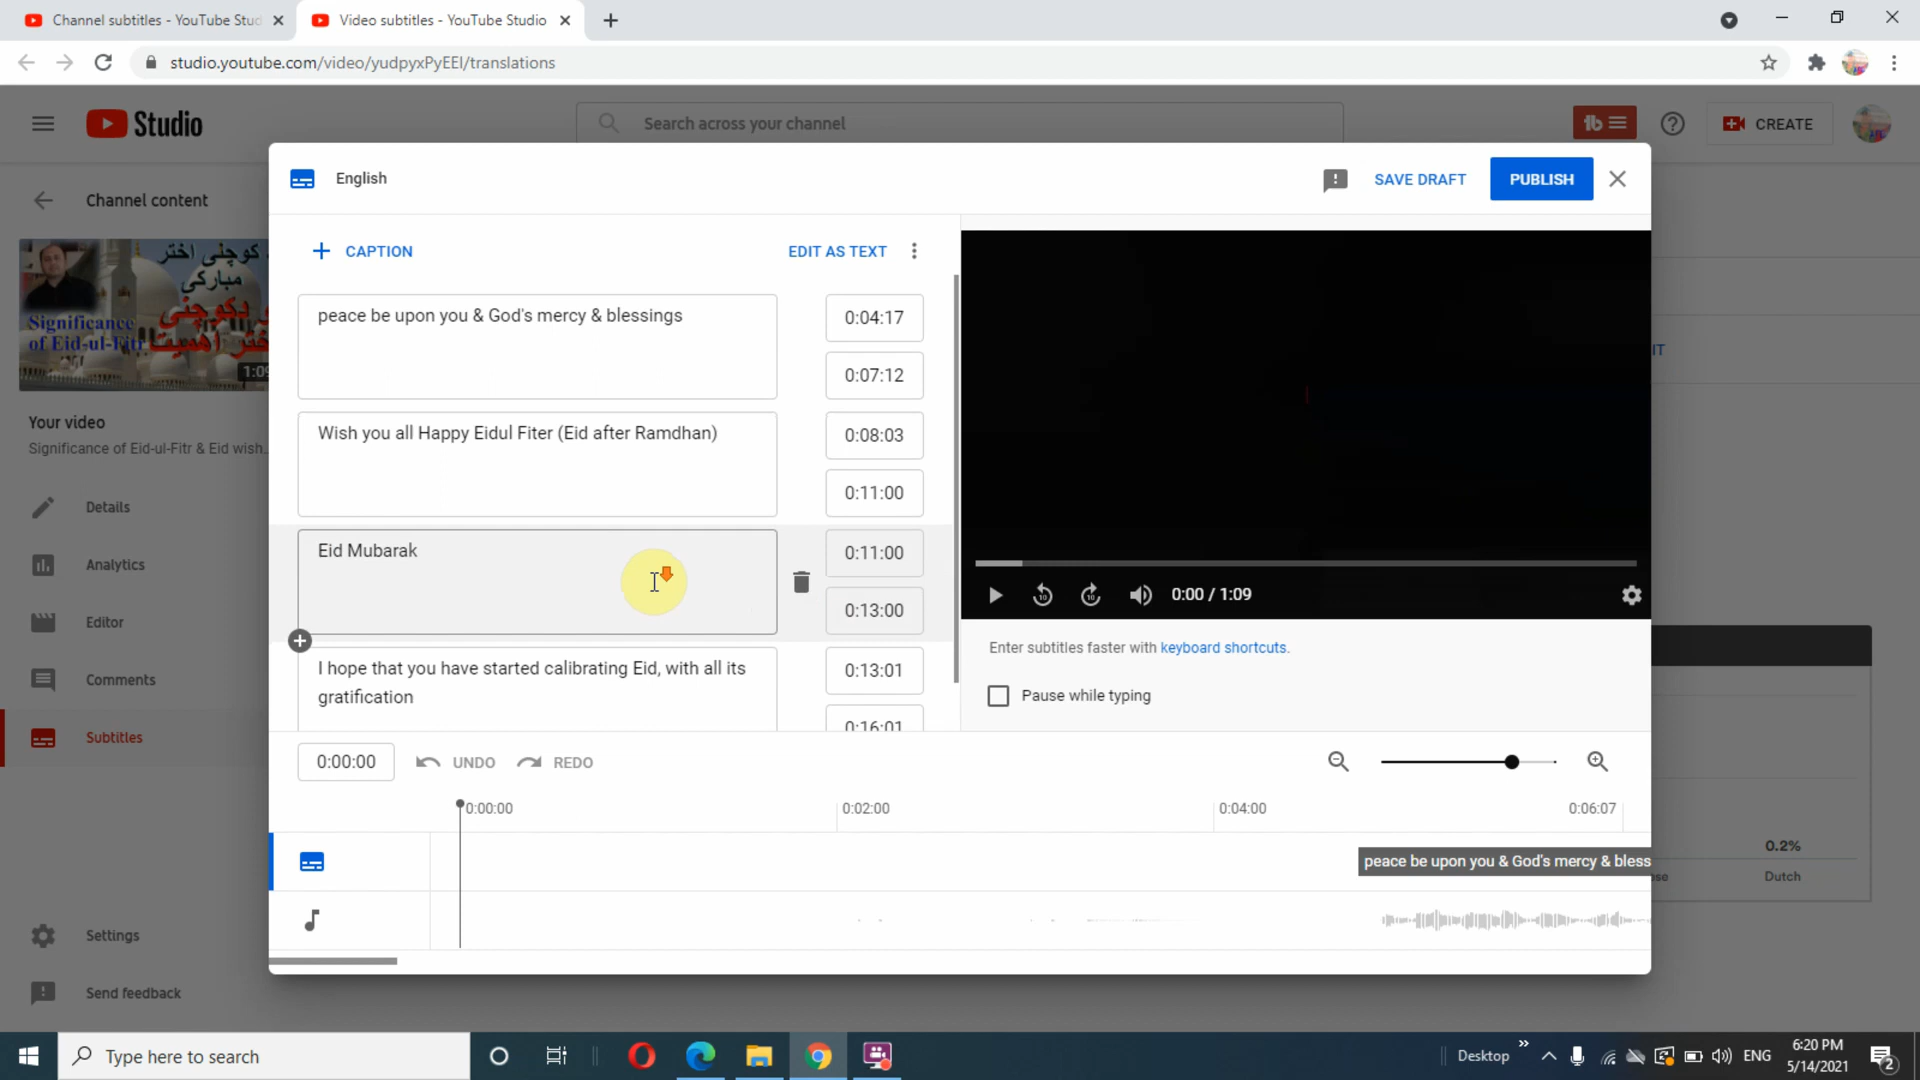 Channel subtitles - YouTube Stu
Video subtitles - YouTube Studio
studio.youtube.com/video/yudpyxPyEEI/translations
Studio
Search across your channel
CREATE
Channel content
English
SAVE DRAFT
PUBLISH
CAPTION
EDIT AS TEXT
د کوچنی اختر
مبارکی
Significance
of Eid-ul-Fitr
1:09
Your video
Significance of Eid-ul-Fitr & Eid wish...
Details
Analytics
Editor
Comments
Subtitles
Settings
Send feedback
peace be upon you & God's mercy & blessings
0:04:17
0:07:12
Wish you all Happy Eidul Fiter (Eid after Ramdhan)
0:08:03
0:11:00
Eid Mubarak
0:11:00
0:13:00
I hope that you have started calibrating Eid, with all its
gratification
0:13:01
0:16:01
0:00 / 1:09
Enter subtitles faster with keyboard shortcuts.
Pause while typing
IT
0:00:00
UNDO
REDO
0:00:00
0:02:00
0:04:00
0:06:07
peace be upon you & God's mercy & bless
0.2%
Dutch
Type here to search
Desktop
ENG
6:20 PM
5/14/2021
2